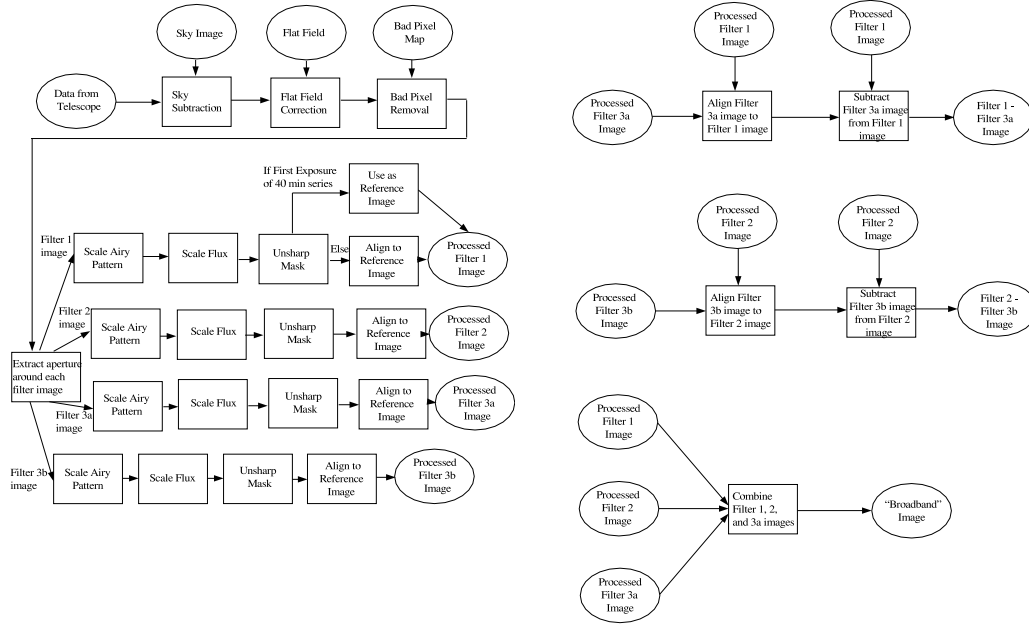 Sky Image
Flat Field
Bad Pixel
Map
Data from
Telescope
Sky
Subtraction
Flat Field
Correction
Bad Pixel
Removal
If First Exposure
of 40 min series
Use as
Reference
Image
Filter 1
image
Scale Airy
Pattern
Scale Flux
Unsharp
Mask
Else
Align to
Reference
Image
Processed
Filter 1
Image
Filter 2
image
Scale Airy
Pattern
Scale Flux
Unsharp
Mask
Align to
Reference
Image
Processed
Filter 2
Image
Extract aperture
around each
filter image
Filter 3a
image
Scale Airy
Pattern
Scale Flux
Unsharp
Mask
Align to
Reference
Image
Processed
Filter 3a
Image
Filter 3b
image
Scale Airy
Pattern
Scale Flux
Unsharp
Mask
Align to
Reference
Image
Processed
Filter 3b
Image
Processed
Filter 1
Image
Processed
Filter 1
Image
Processed
Filter 3a
Image
Align Filter
3a image to
Filter 1 image
Subtract
Filter 3a image
from Filter 1
image
Filter 1 -
Filter 3a
Image
Processed
Filter 2
Image
Processed
Filter 2
Image
Processed
Filter 3b
Image
Align Filter
3b image to
Filter 2 image
Subtract
Filter 3b image
from Filter 2
image
Filter 2 -
Filter 3b
Image
Processed
Filter 1
Image
Processed
Filter 2
Image
Processed
Filter 3a
Image
Combine
Filter 1, 2,
and 3a images
“Broadband”
Image